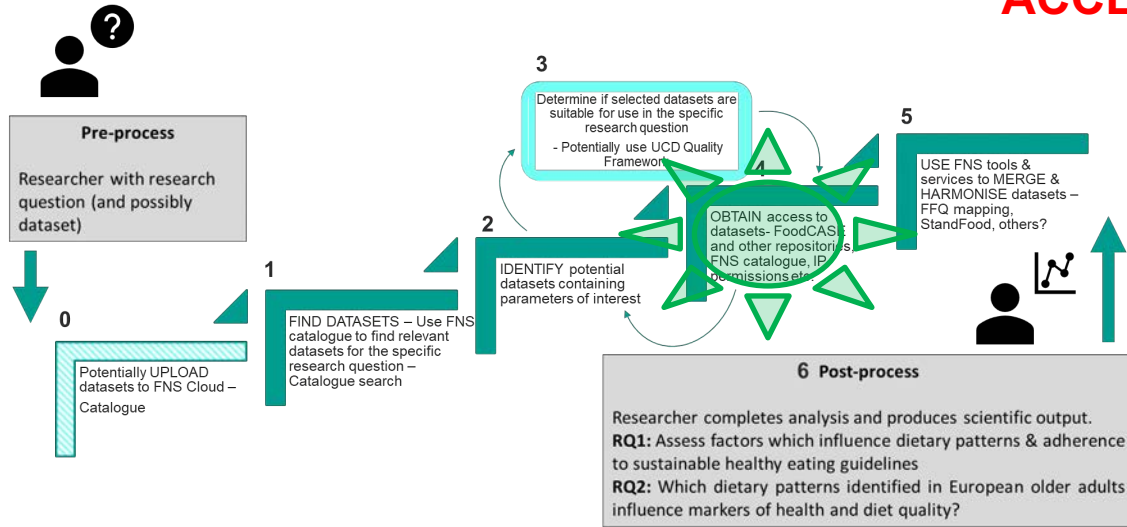 ACCE
?
Pre-process
Researcher with research
question (and possibly
dataset)
0
Potentially UPLOAD
datasets to FNS Cloud –
Catalogue
1
FIND DATASETS – Use FNS
catalogue to find relevant
datasets for the specific
research question –
Catalogue search
2
IDENTIFY potential
datasets containing
parameters of interest
3
Determine if selected datasets are
suitable for use in the specific
research question
- Potentially use UCD Quality
Framework
4
OBTAIN access to
datasets- FoodCASE
and other repositories,
FNS catalogue, IP
permissions etc.
5
USE FNS tools &
services to MERGE &
HARMONISE datasets –
FFQ mapping,
StandFood, others?
6 Post-process
Researcher completes analysis and produces scientific output.
RQ1: Assess factors which influence dietary patterns & adherence
to sustainable healthy eating guidelines
RQ2: Which dietary patterns identified in European older adults
influence markers of health and diet quality?